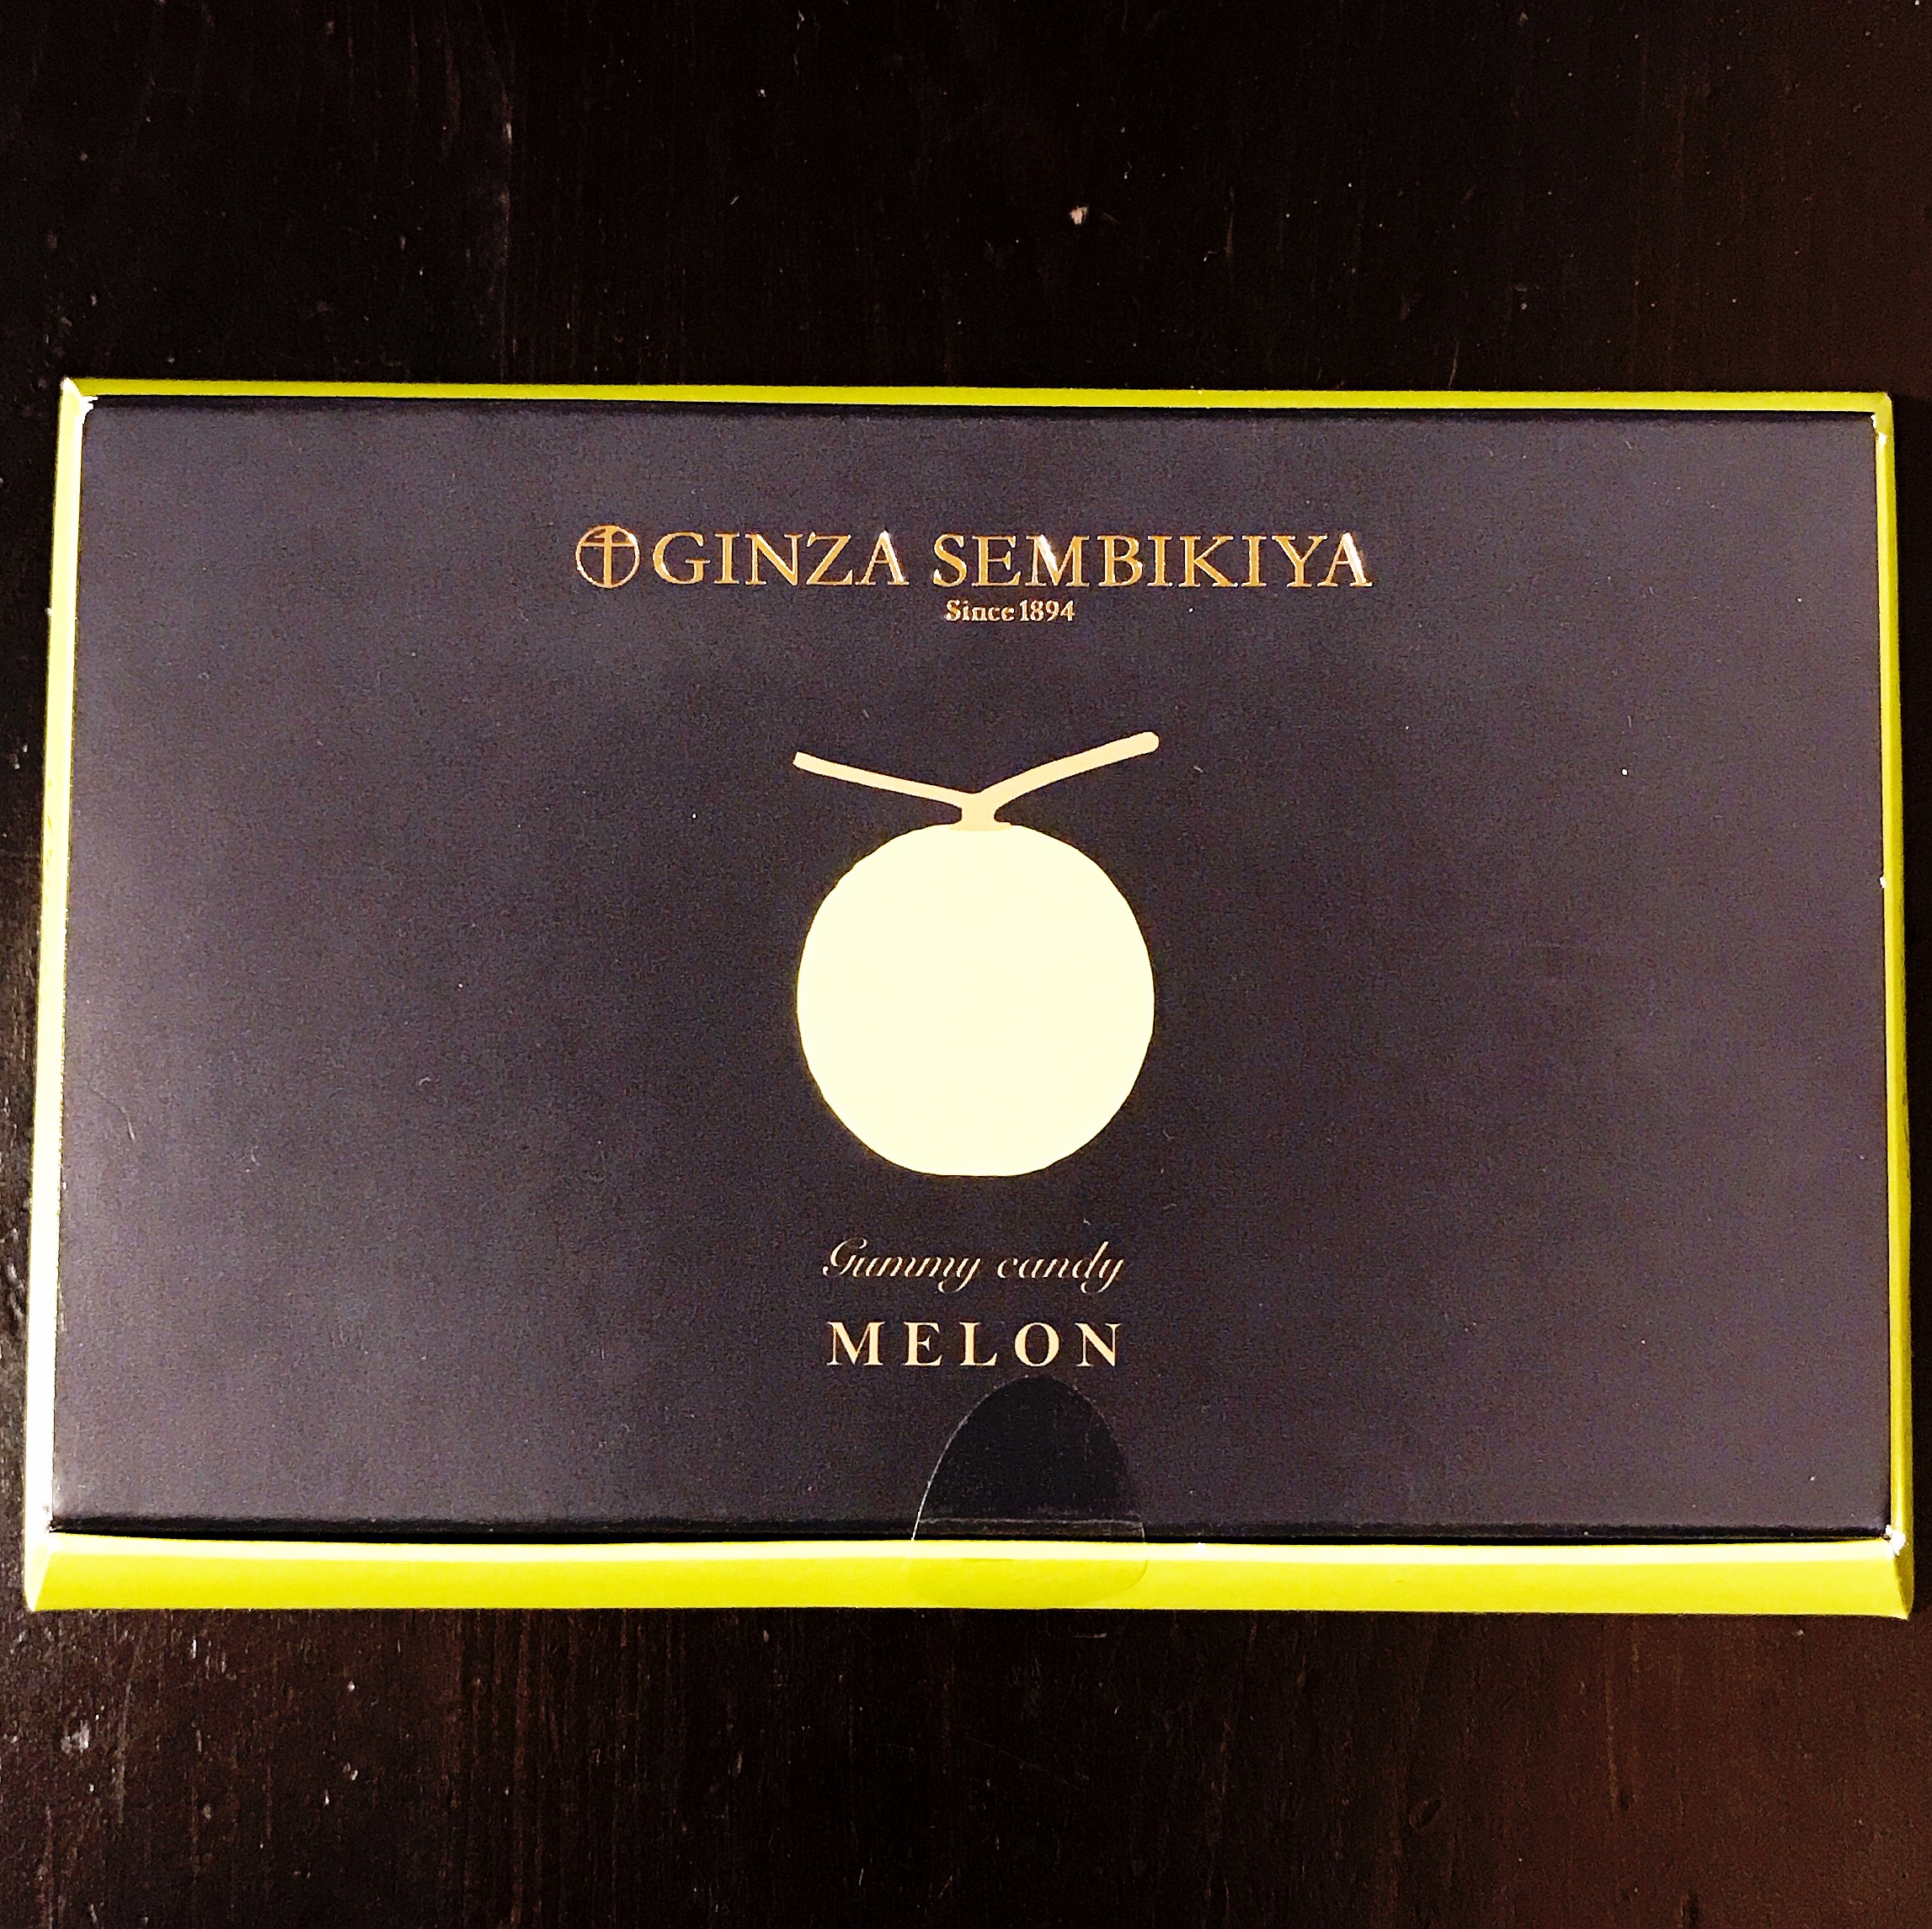 GINZA SEMBIKIYA
Since 1894
Gummy candy
MELON